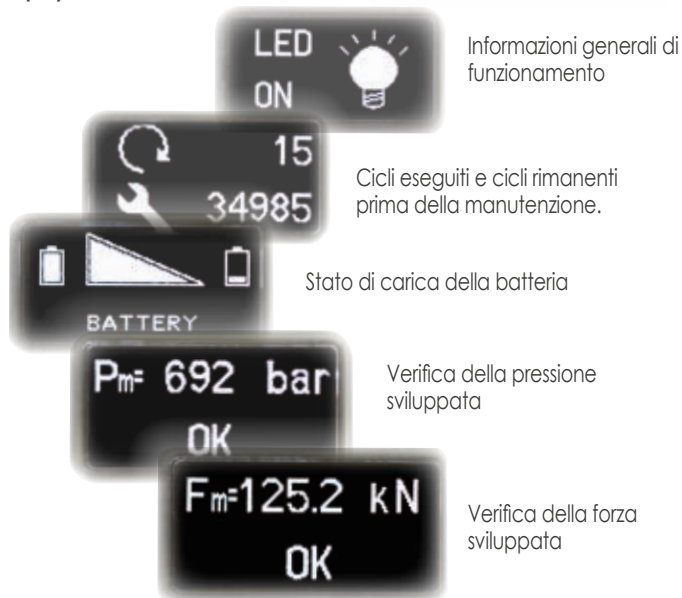 LED
ON
Informazioni generali di
funzionamento
15
34985
Cicli eseguiti e cicli rimanenti
prima della manutenzione.
BATTERY
Stato di carica della batteria
Pm= 692 bar
OK
Verifica della pressione
sviluppata
Fm=125.2 kN
OK
Verifica della forza
sviluppata